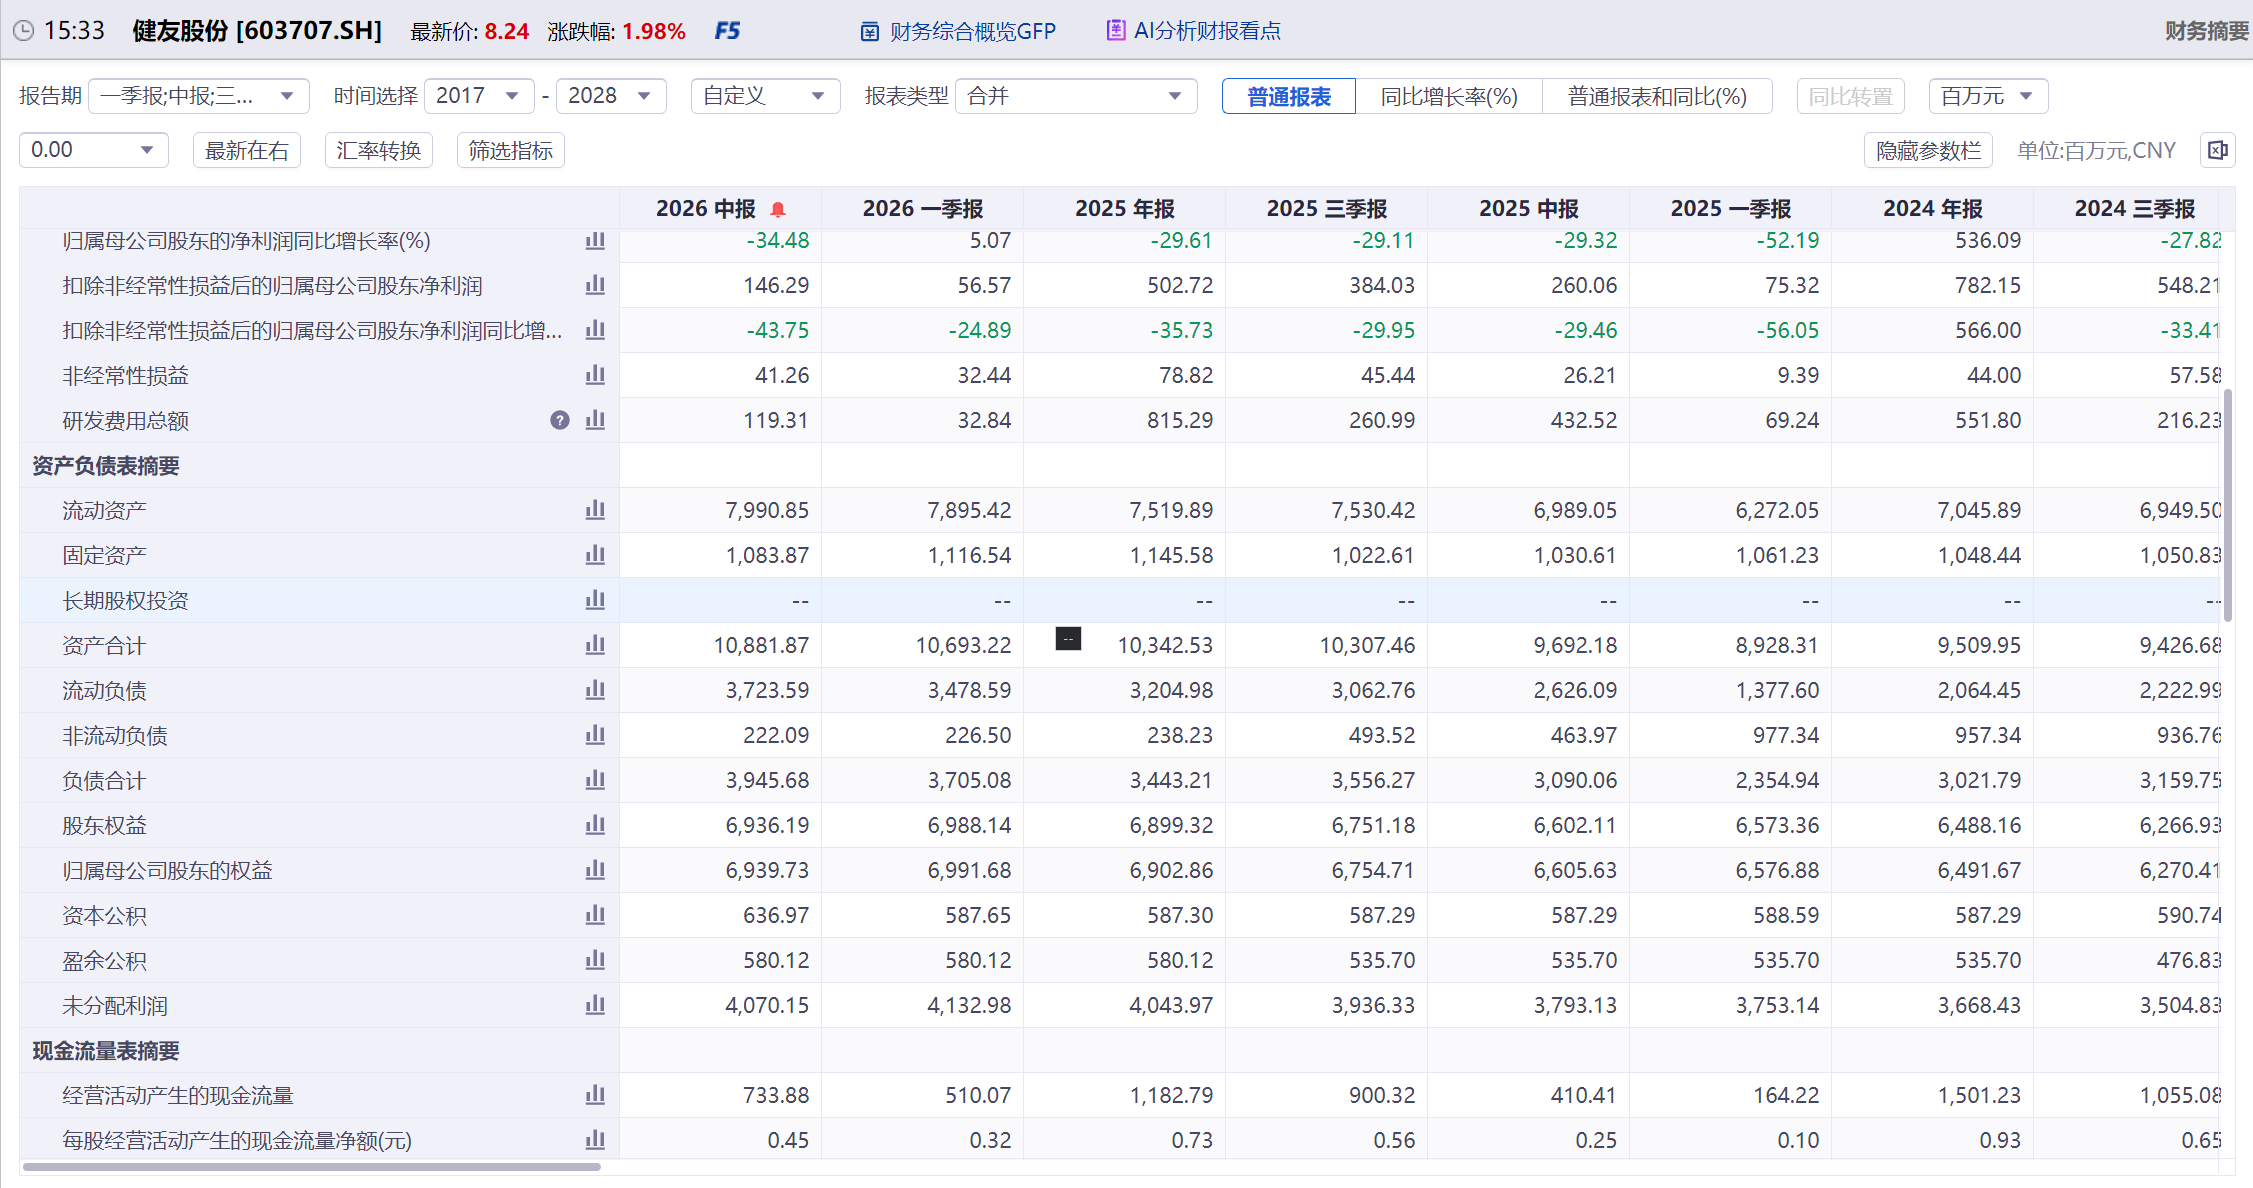 15:33 健友股份 [603707.SH] 最新价: 8.24 涨跌幅: 1.98% F5 财务综合概览GFP AI分析财报看点 财务摘要
报告期 一季报;中报;三... 时间选择 2017 - 2028 自定义 报表类型 合并 普通报表 同比增长率(%) 普通报表和同比(%) 同比转置 百万元
0.00 最新在右 汇率转换 筛选指标 隐藏参数栏 单位:百万元,CNY
2026 中报 2026 一季报 2025 年报 2025 三季报 2025 中报 2025 一季报 2024 年报 2024 三季报
归属母公司股东的净利润同比增长率(%) -34.48 5.07 -29.61 -29.11 -29.32 -52.19 536.09 -27.82
扣除非经常性损益后的归属母公司股东净利润 146.29 56.57 502.72 384.03 260.06 75.32 782.15 548.21
扣除非经常性损益后的归属母公司股东净利润同比增... -43.75 -24.89 -35.73 -29.95 -29.46 -56.05 566.00 -33.41
非经常性损益 41.26 32.44 78.82 45.44 26.21 9.39 44.00 57.58
研发费用总额 ? 119.31 32.84 815.29 260.99 432.52 69.24 551.80 216.23
资产负债表摘要
流动资产 7,990.85 7,895.42 7,519.89 7,530.42 6,989.05 6,272.05 7,045.89 6,949.50
固定资产 1,083.87 1,116.54 1,145.58 1,022.61 1,030.61 1,061.23 1,048.44 1,050.83
长期股权投资 -- -- -- -- -- -- -- --
资产合计 10,881.87 10,693.22 -- 10,342.53 10,307.46 9,692.18 8,928.31 9,509.95 9,426.68
流动负债 3,723.59 3,478.59 3,204.98 3,062.76 2,626.09 1,377.60 2,064.45 2,222.99
非流动负债 222.09 226.50 238.23 493.52 463.97 977.34 957.34 936.76
负债合计 3,945.68 3,705.08 3,443.21 3,556.27 3,090.06 2,354.94 3,021.79 3,159.75
股东权益 6,936.19 6,988.14 6,899.32 6,751.18 6,602.11 6,573.36 6,488.16 6,266.93
归属母公司股东的权益 6,939.73 6,991.68 6,902.86 6,754.71 6,605.63 6,576.88 6,491.67 6,270.41
资本公积 636.97 587.65 587.30 587.29 587.29 588.59 587.29 590.74
盈余公积 580.12 580.12 580.12 535.70 535.70 535.70 535.70 476.83
未分配利润 4,070.15 4,132.98 4,043.97 3,936.33 3,793.13 3,753.14 3,668.43 3,504.83
现金流量表摘要
经营活动产生的现金流量 733.88 510.07 1,182.79 900.32 410.41 164.22 1,501.23 1,055.08
每股经营活动产生的现金流量净额(元) 0.45 0.32 0.73 0.56 0.25 0.10 0.93 0.65